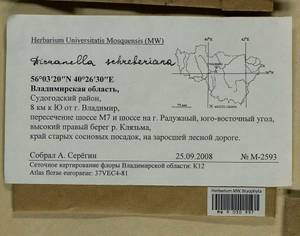 Herbarium Universitatis Mosquensis (MW)
Dicranella schreberiana
56°03'20"N 40°26'30"E
Владимирская область,
Судогодский район,
8 км к Ю от г. Владимир,
пересечение шоссе М7 и шоссе на г. Радужный, юго-восточный угол,
высокий правый берег р. Клязьма,
край старых сосновых посадок, на заросшей лесной дороге.
Собрал А. Серёгин 25.09.2008 № M-2593
Сеточное картирование флоры Владимирской области: К12
Atlas florae europaeae: 37VEC4-81
Herbarium MW, Bryophyta